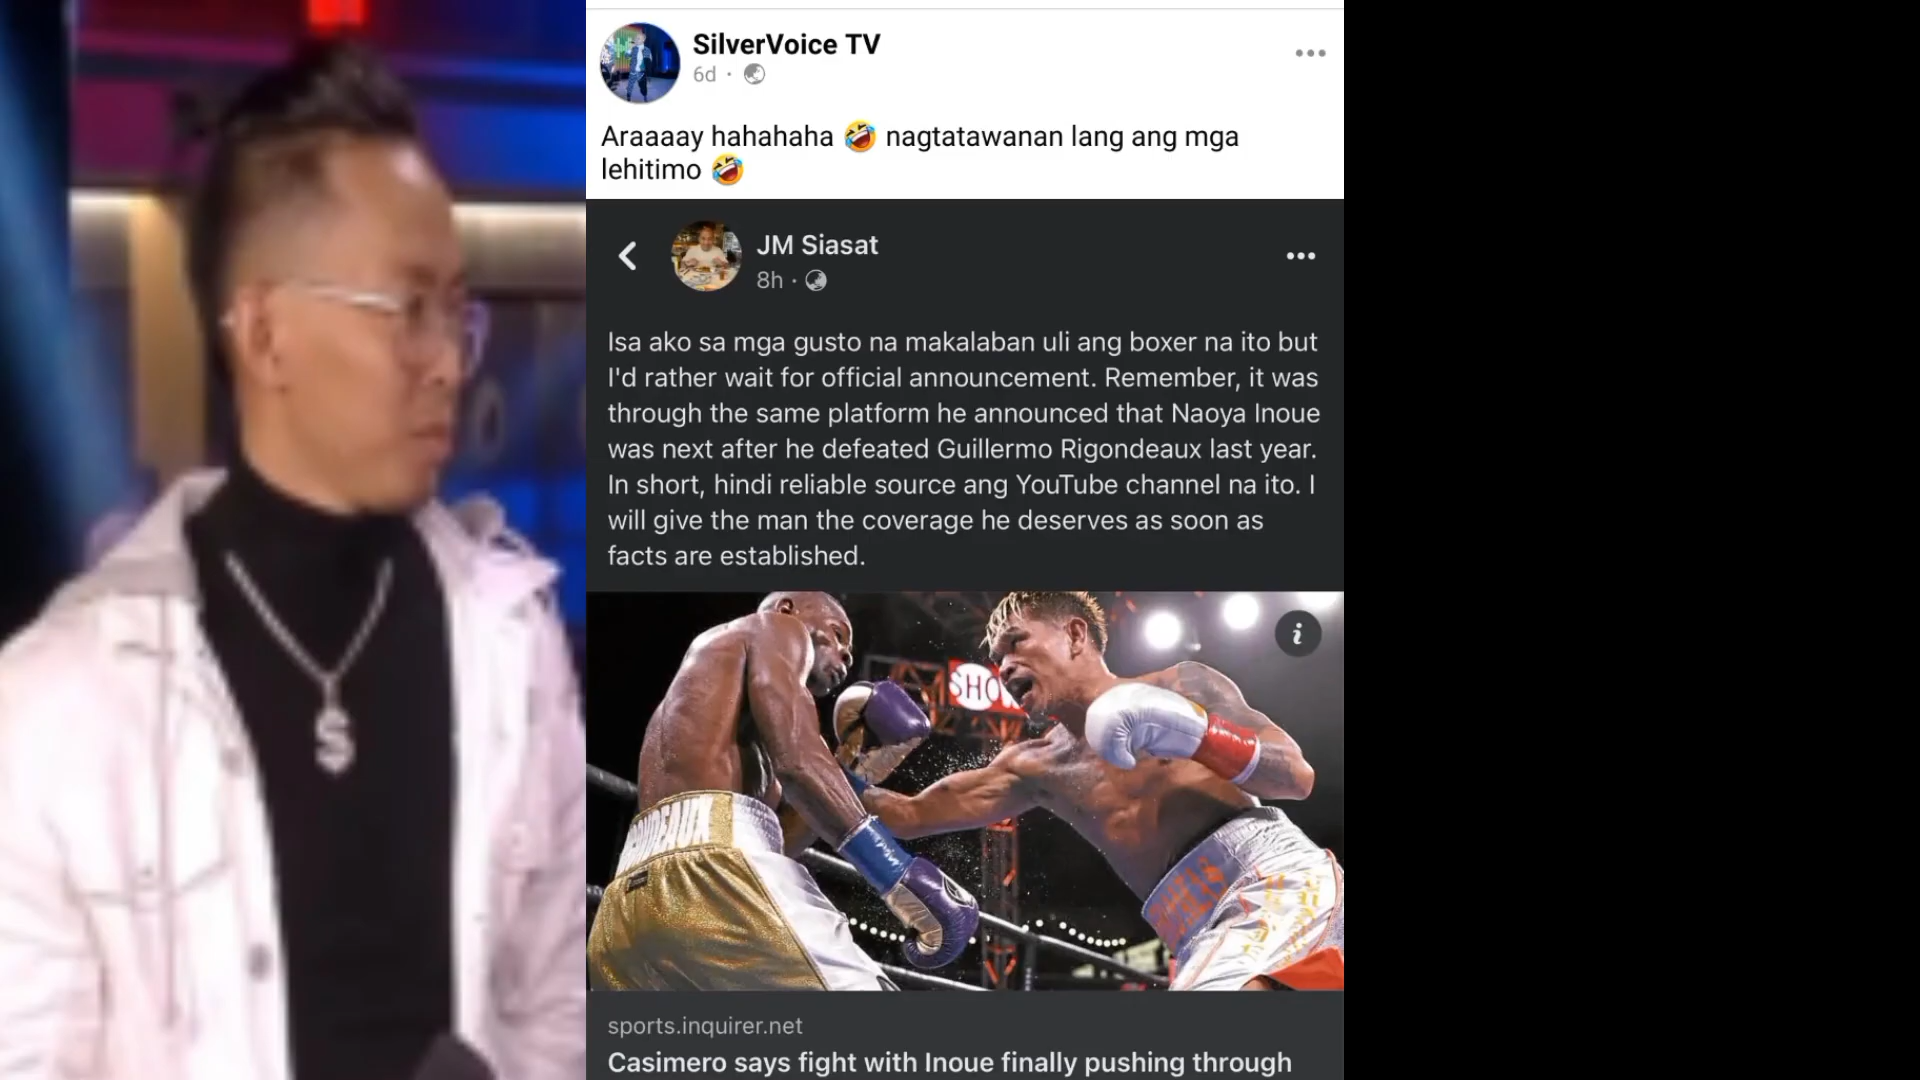 SilverVoice TV
6d ·
Araaaay hahahaha 🤣 nagtatawanan lang ang mga
lehitimo 🤣
JM Siasat
8h ·
Isa ako sa mga gusto na makalaban uli ang boxer na ito but
I'd rather wait for official announcement. Remember, it was
through the same platform he announced that Naoya Inoue
was next after he defeated Guillermo Rigondeaux last year.
In short, hindi reliable source ang YouTube channel na ito. I
will give the man the coverage he deserves as soon as
facts are established.
SHO
i
S
sports.inquirer.net
Casimero says fight with Inoue finally pushing through